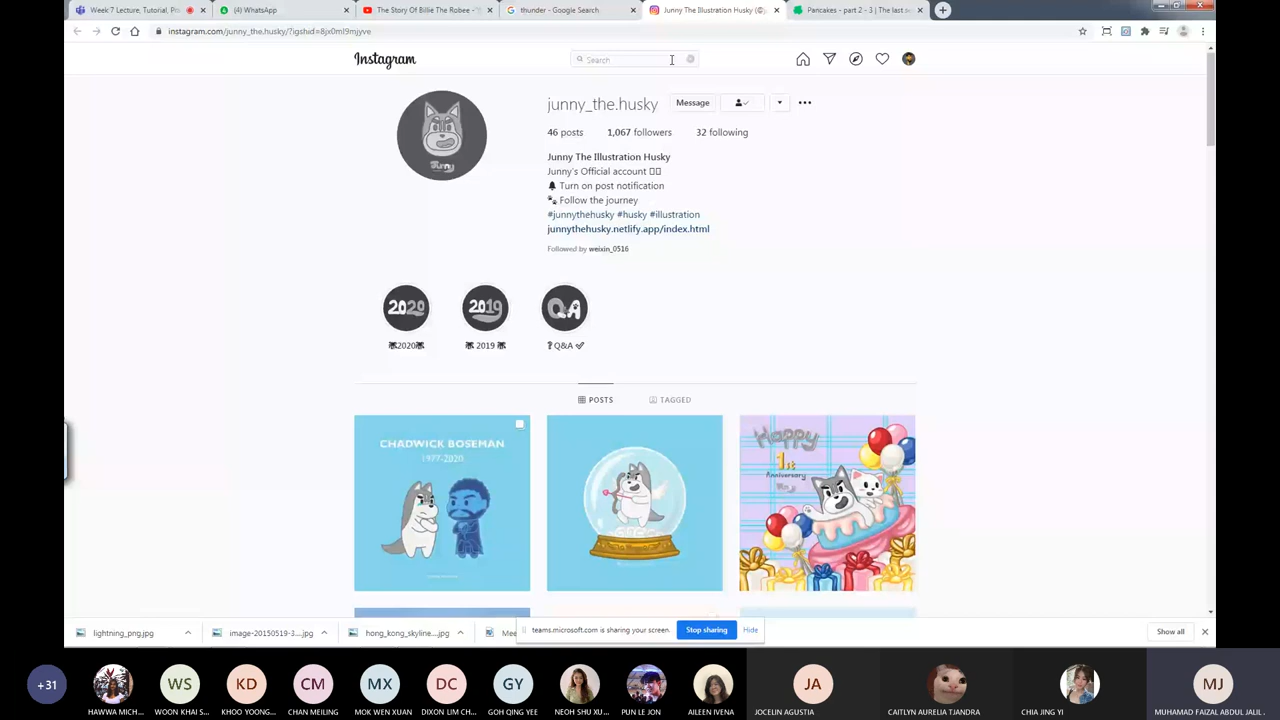 Week 7 Lecture, Tutorial, Pr
(4) WhatsApp
The Story Of Billie The Robee -
thunder - Google Search
Junny The Illustration Husky (@j
Pancakes - part 2 - 3 | The last se
instagram.com/junny_the.husky/?igshid=8jx0ml9mjyve
Instagram
Search
junny_the.husky
Message
46 posts 1,067 followers 32 following
Junny The Illustration Husky
Junny's Official account
Turn on post notification
Follow the journey
#junnythehusky #husky #illustration
junnythehusky.netlify.app/index.html
Followed by weixin_0516
2020
2019
Q&A
2020
2019
Q&A
POSTS
TAGGED
CHADWICK BOSEMAN
1977-2020
Happy
1st
Anniversary
Junny
lightning_png.jpg
image-20150519-3....jpg
hong_kong_skyline....jpg
Mee
teams.microsoft.com is sharing your screen.
Stop sharing
Hide
Show all
+31
WS
KD
CM
MX
DC
GY
JA
MJ
HAWWA MICH...
WOON KHAI S...
KHOO YOONG...
CHAN MEILING
MOK WEN XUAN
DIXON LIM CH...
GOH QONG YEE
NEOH SHU XU...
PUN LE JON
AILEEN IVENA
JOCELIN AGUSTIA
CAITLYN AURELIA TJANDRA
CHIA JING YI
MUHAMAD FAIZAL ABDUL JALIL